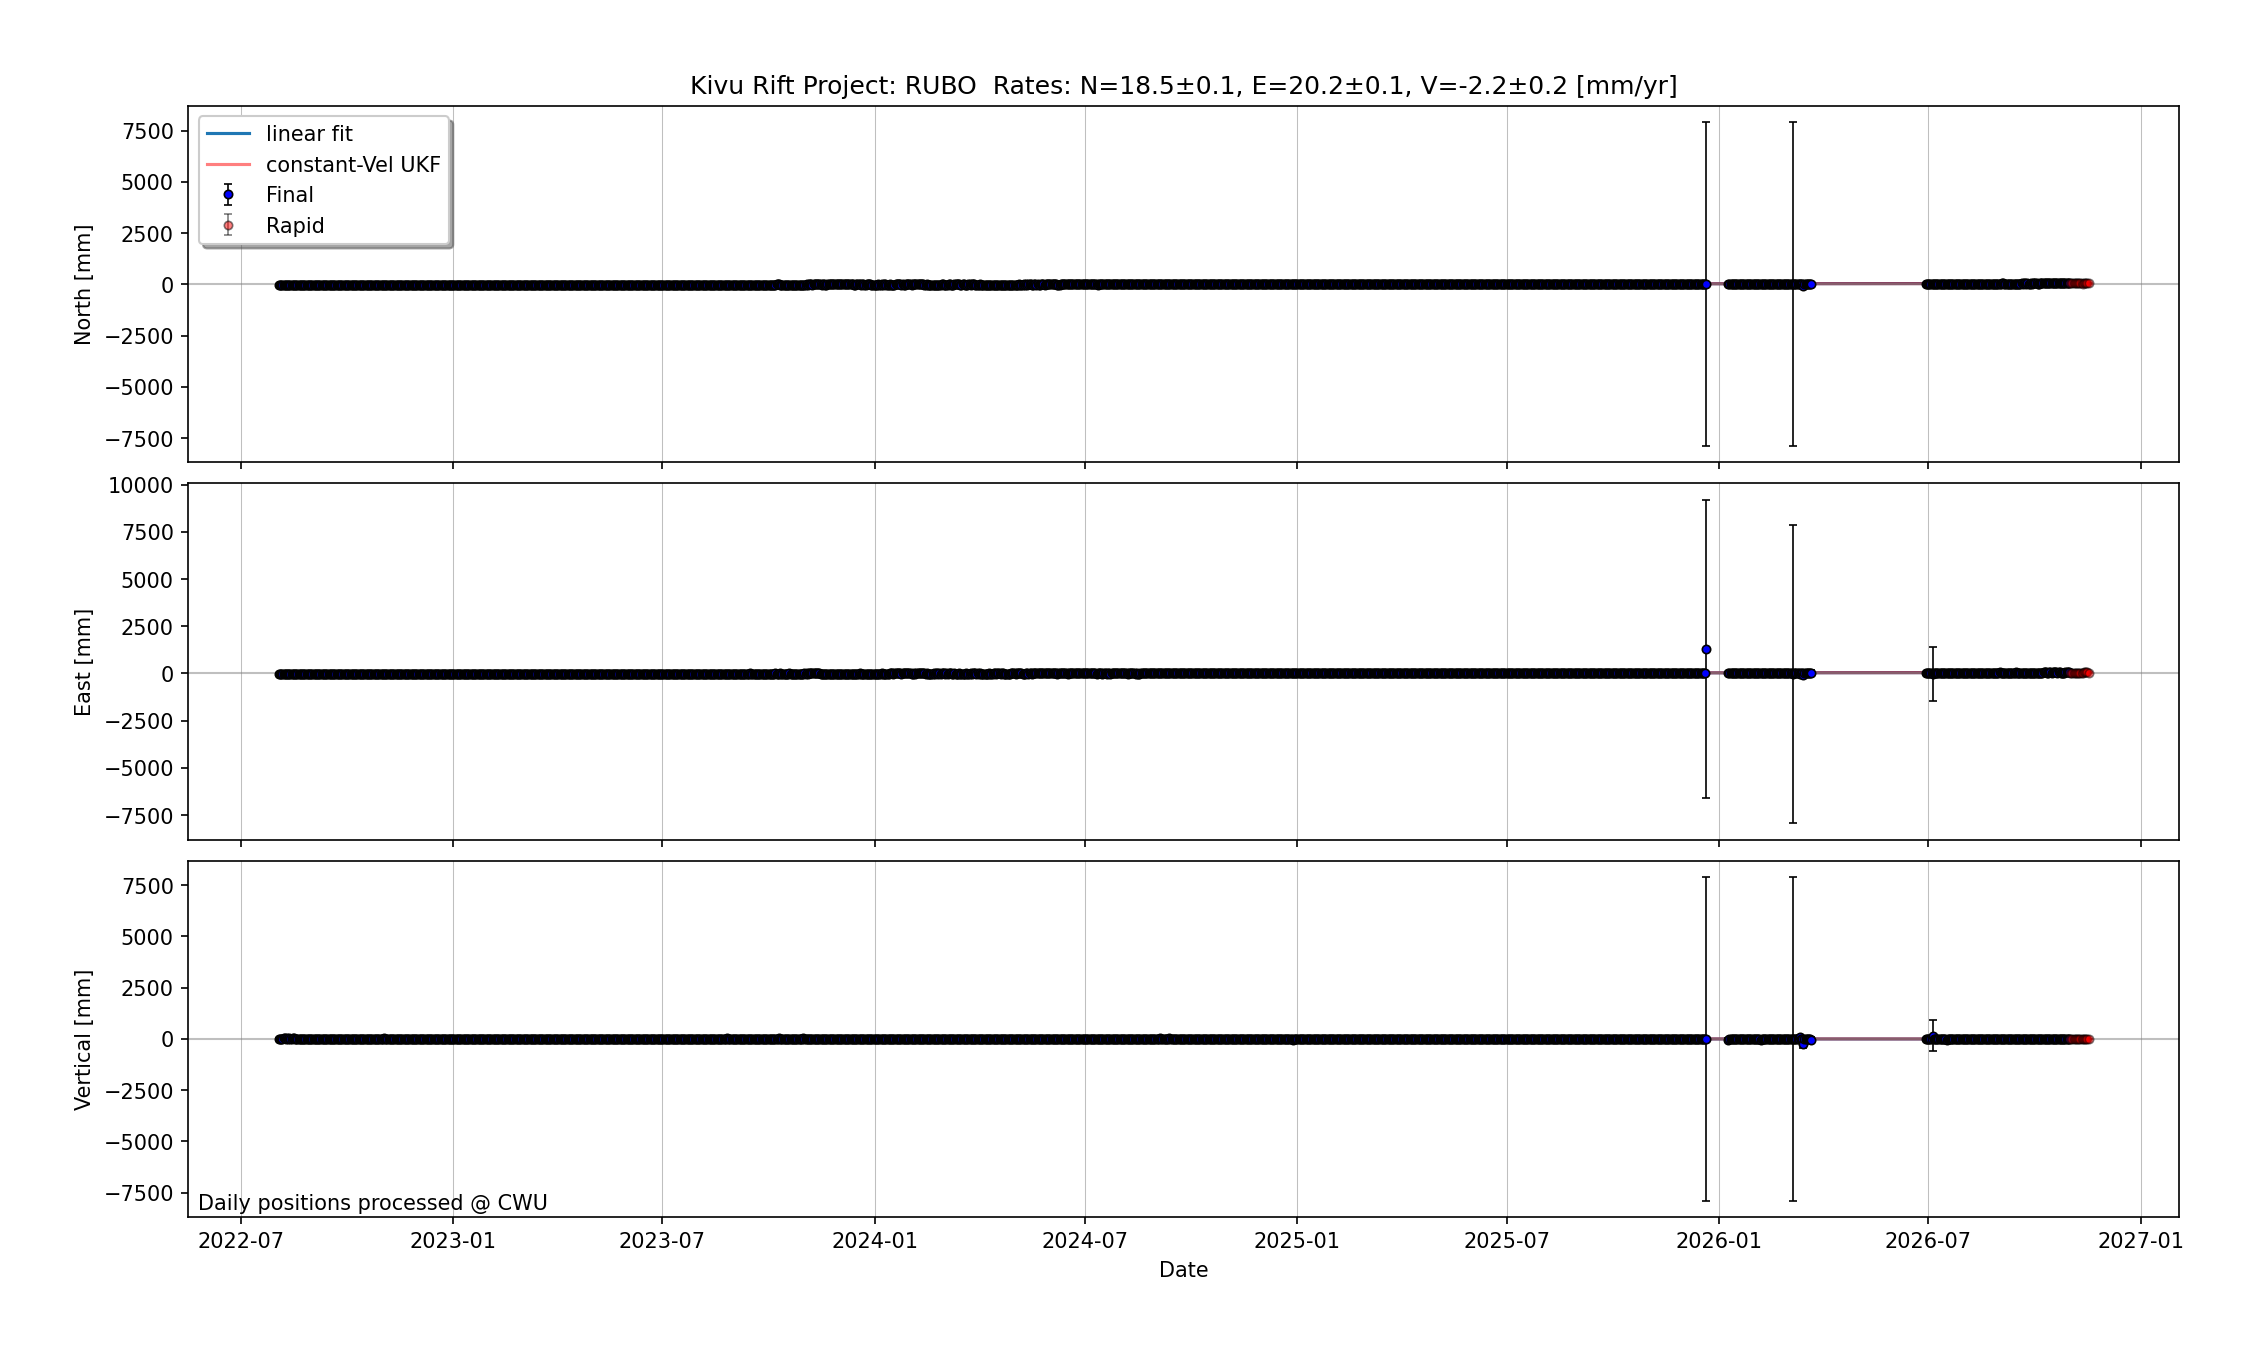 Kivu Rift Project: RUBO  Rates: N=18.5±0.1, E=20.2±0.1, V=-2.2±0.2 [mm/yr]
linear fit
constant-Vel UKF
Final
Rapid
North [mm]
7500
5000
2500
0
−2500
−5000
−7500
East [mm]
10000
7500
5000
2500
0
−2500
−5000
−7500
Vertical [mm]
7500
5000
2500
0
−2500
−5000
−7500
Daily positions processed @ CWU
2022-07 2023-01 2023-07 2024-01 2024-07 2025-01 2025-07 2026-01 2026-07 2027-01
Date